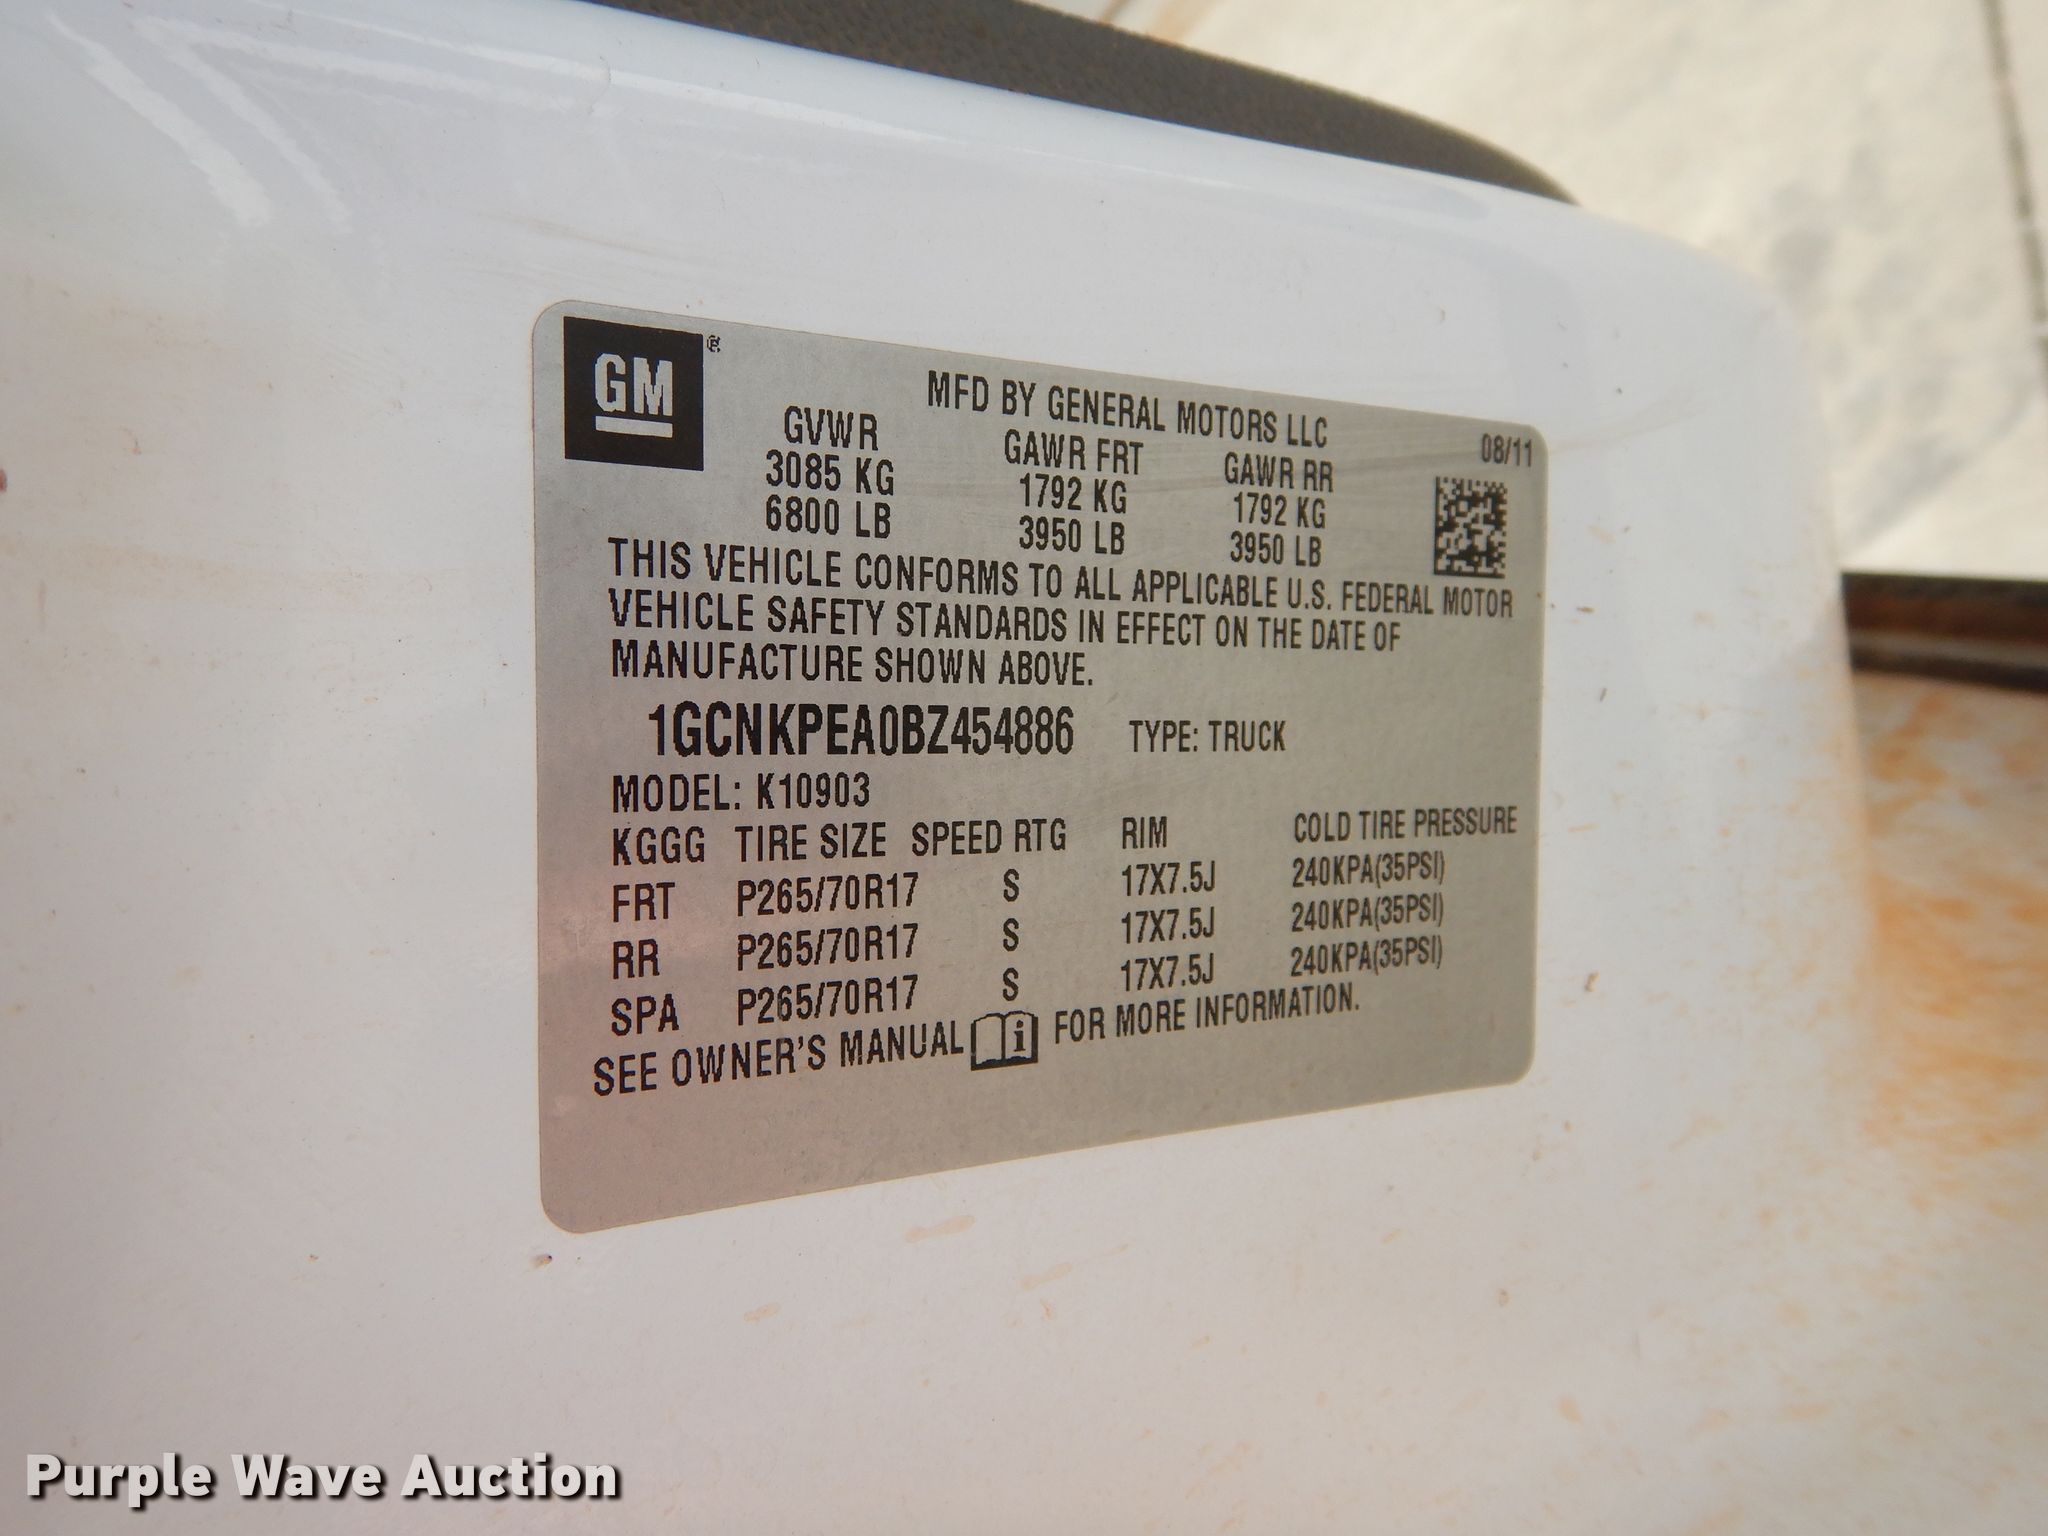 GM®
MFD BY GENERAL MOTORS LLC
08/11
GVWR GAWR FRT GAWR RR
3085 KG 1792 KG 1792 KG
6800 LB 3950 LB 3950 LB
THIS VEHICLE CONFORMS TO ALL APPLICABLE U.S. FEDERAL MOTOR
VEHICLE SAFETY STANDARDS IN EFFECT ON THE DATE OF
MANUFACTURE SHOWN ABOVE.
1GCNKPEA0BZ454886 TYPE: TRUCK
MODEL: K10903
KGGG TIRE SIZE SPEED RTG RIM COLD TIRE PRESSURE
FRT P265/70R17 S 17X7.5J 240KPA(35PSI)
RR P265/70R17 S 17X7.5J 240KPA(35PSI)
SPA P265/70R17 S 17X7.5J 240KPA(35PSI)
SEE OWNER'S MANUAL i FOR MORE INFORMATION.
Purple Wave Auction